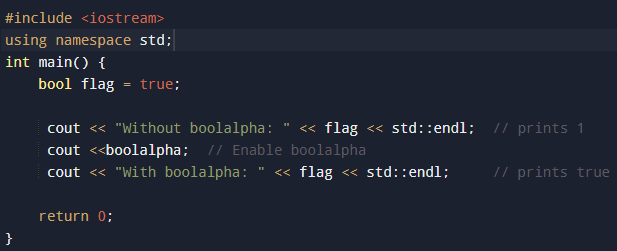 #include <iostream>
using namespace std;
int main() {
    bool flag = true;

     cout << "Without boolalpha: " << flag << std::endl;  // prints 1
     cout <<boolalpha;  // Enable boolalpha
     cout << "With boolalpha: " << flag << std::endl;     // prints true

    return 0;
}